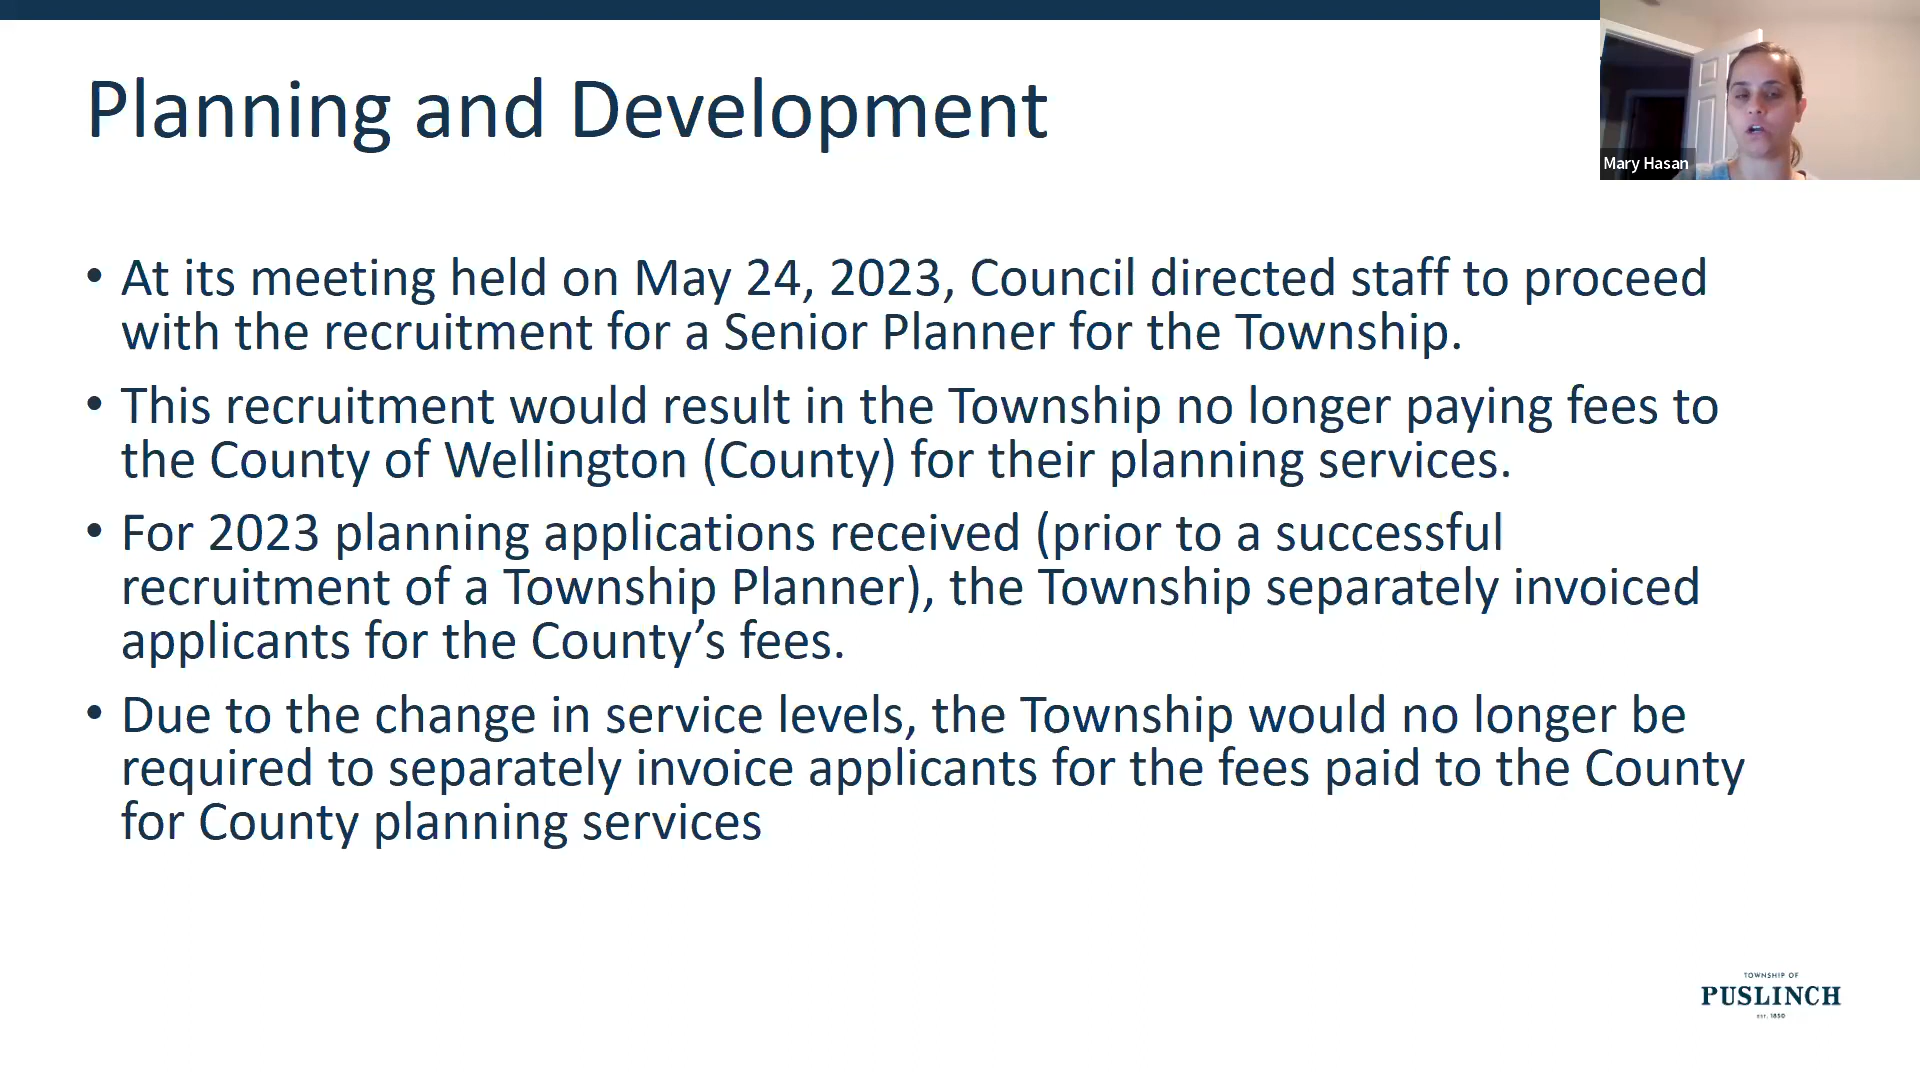 Planning and Development
Mary Hasan
• At its meeting held on May 24, 2023, Council directed staff to proceed
with the recruitment for a Senior Planner for the Township.
• This recruitment would result in the Township no longer paying fees to
the County of Wellington (County) for their planning services.
• For 2023 planning applications received (prior to a successful
recruitment of a Township Planner), the Township separately invoiced
applicants for the County’s fees.
• Due to the change in service levels, the Township would no longer be
required to separately invoice applicants for the fees paid to the County
for County planning services
TOWNSHIP OF
PUSLINCH
EST. 1850